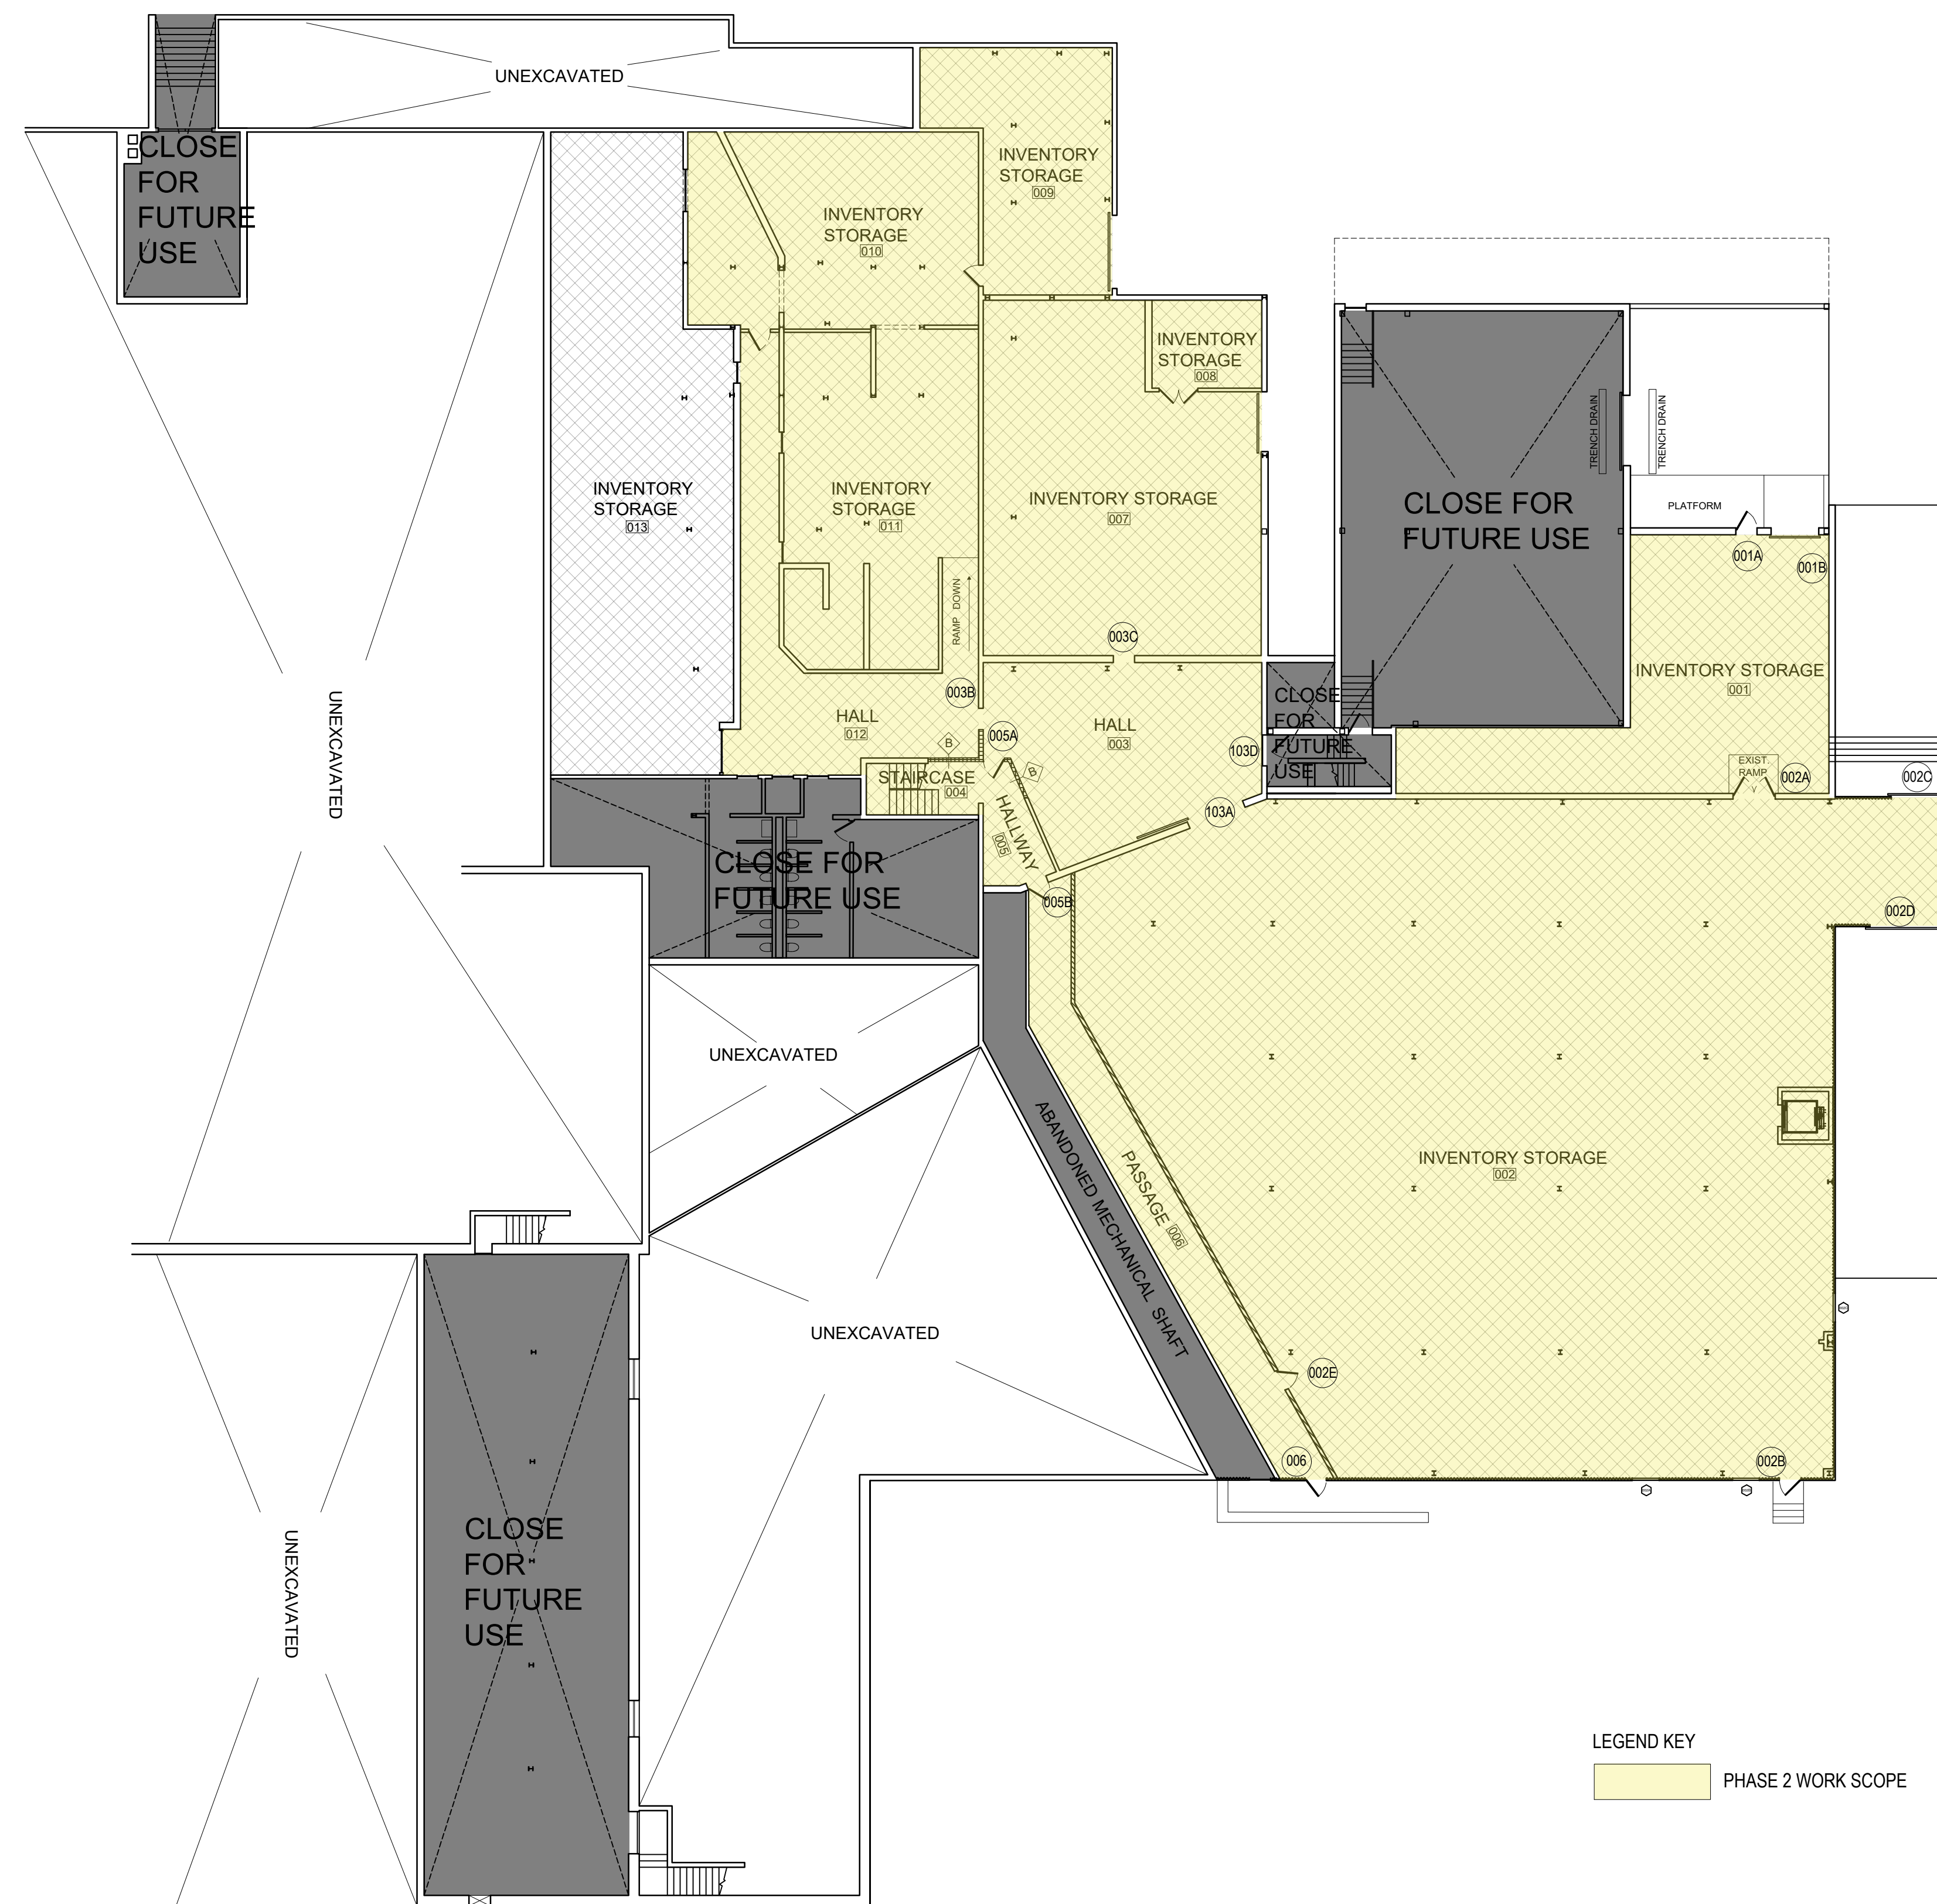 UNEXCAVATED
CLOSE
FOR
FUTURE
USE
INVENTORY
STORAGE
009
INVENTORY
STORAGE
010
INVENTORY
STORAGE
008
INVENTORY
STORAGE
013
INVENTORY
STORAGE
011
INVENTORY STORAGE
007
CLOSE FOR
FUTURE USE
TRENCH DRAIN
TRENCH DRAIN
PLATFORM
001A
001B
RAMP DOWN
003C
003B
INVENTORY STORAGE
001
HALL
012
HALL
003
B
005A
103D
CLOSE
FOR
FUTURE
USE
UNEXCAVATED
STAIRCASE
004
B
HALLWAY
005
103A
EXIST.
RAMP
002A
002C
CLOSE FOR
FUTURE USE
005B
002D
UNEXCAVATED
ABANDONED MECHANICAL SHAFT
PASSAGE
006
INVENTORY STORAGE
002
UNEXCAVATED
002E
006
002B
CLOSE
FOR
FUTURE
USE
UNEXCAVATED
LEGEND KEY
PHASE 2 WORK SCOPE